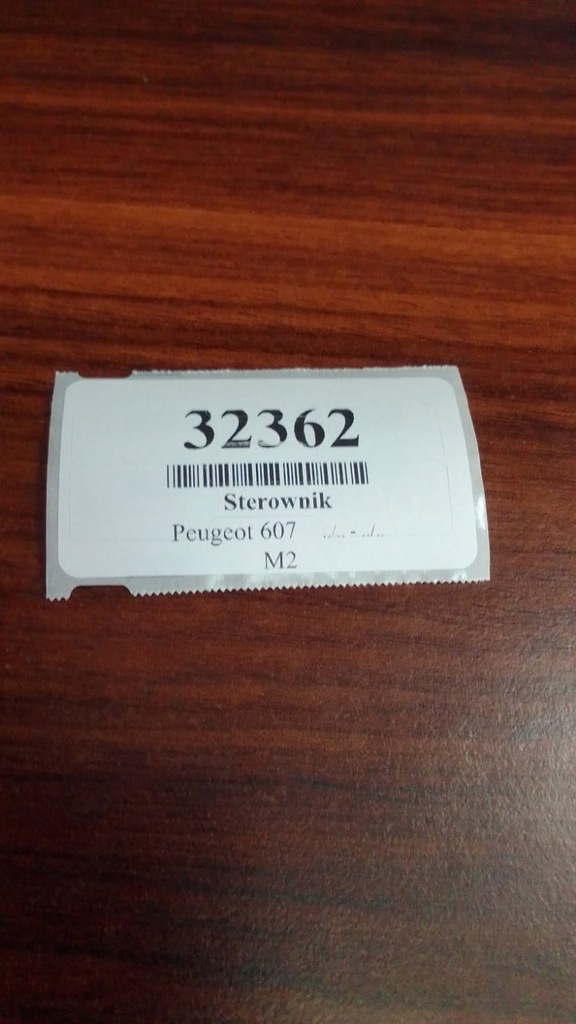 32362
Sterownik
Peugeot 607 ../.. - ../..
M2